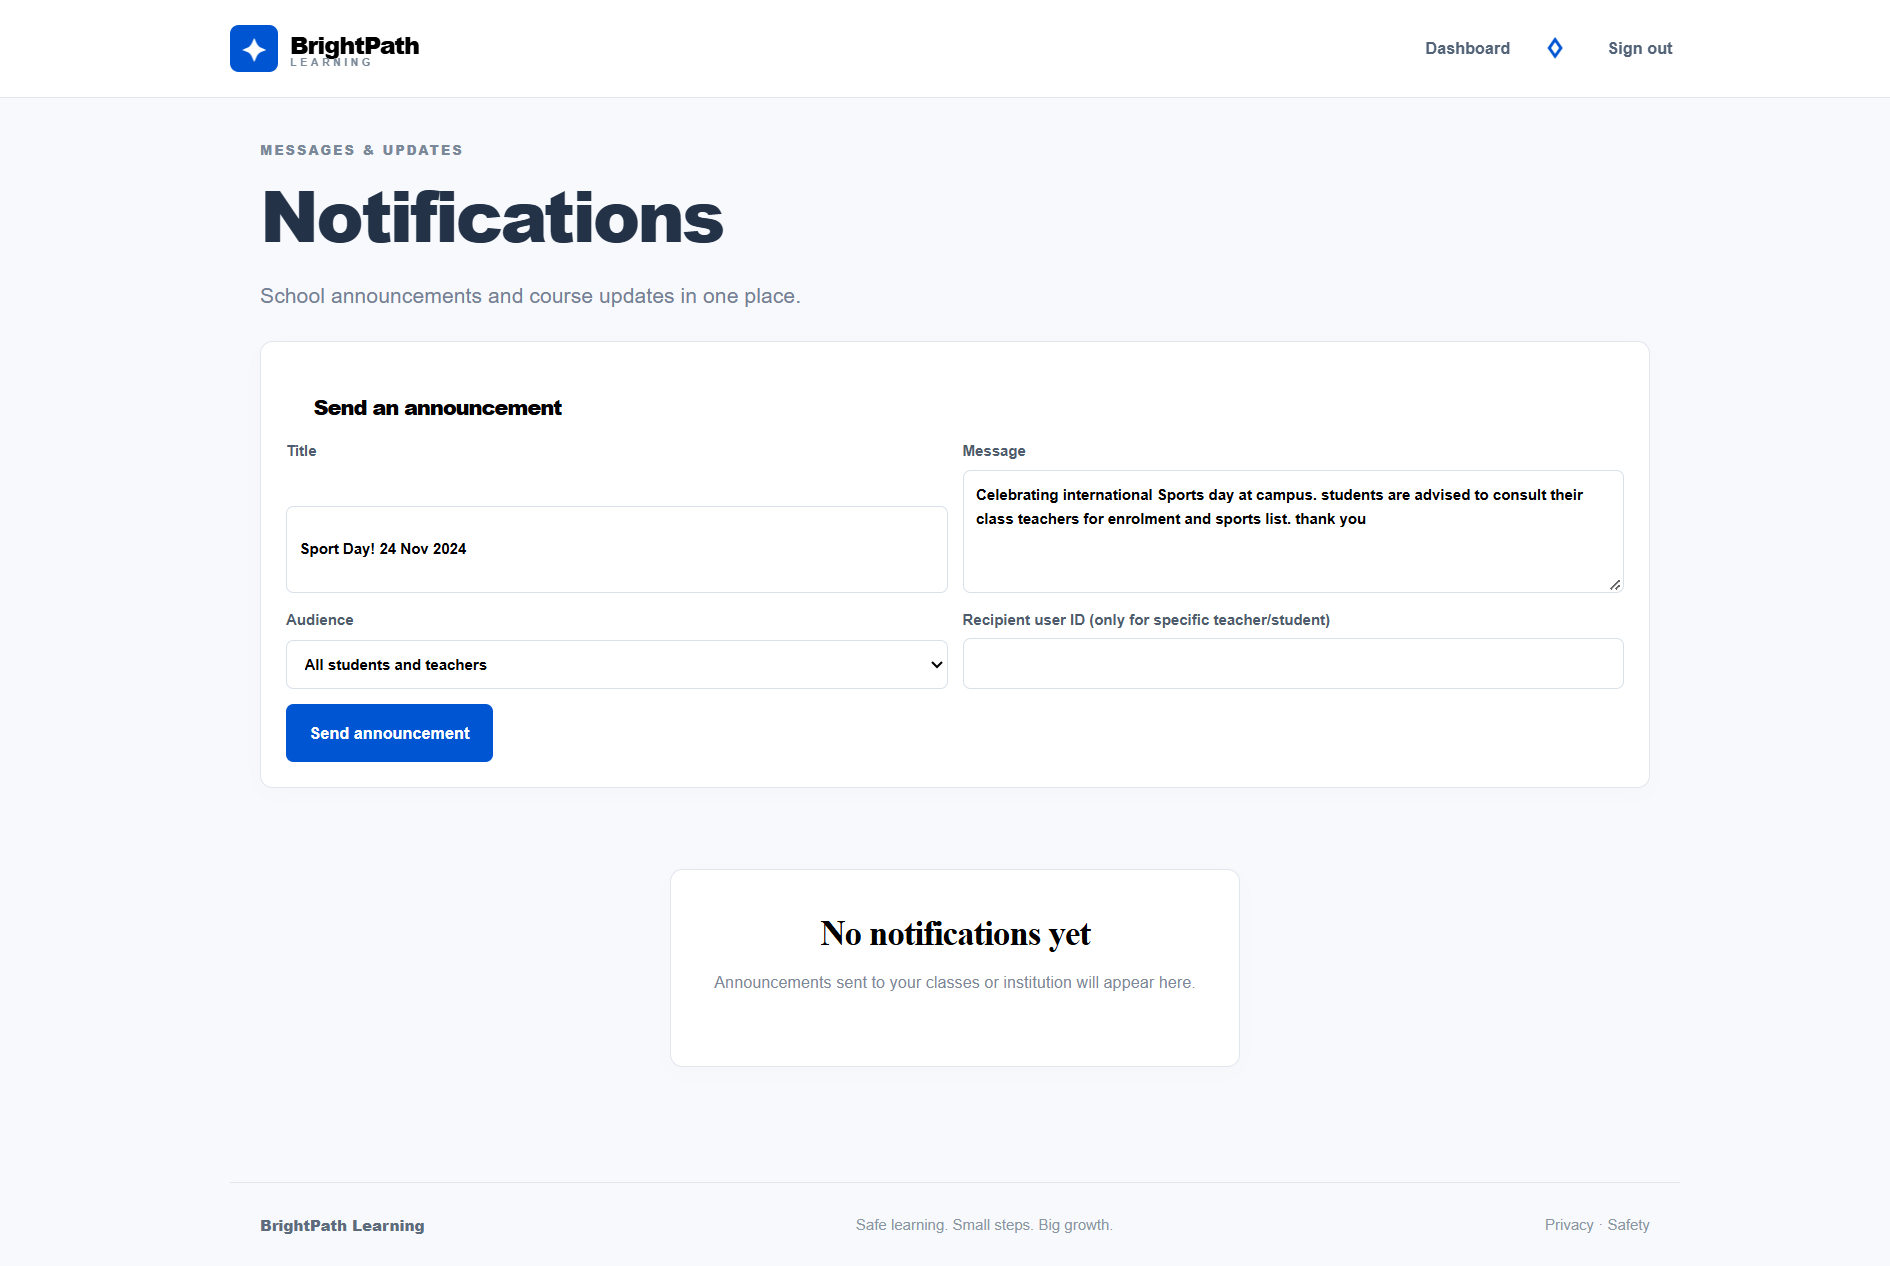 BrightPath
LEARNING
Dashboard
Sign out
MESSAGES & UPDATES
Notifications
School announcements and course updates in one place.
Send an announcement
Title
Sport Day! 24 Nov 2024
Message
Celebrating international Sports day at campus. students are advised to consult their
class teachers for enrolment and sports list. thank you
Audience
All students and teachers
Recipient user ID (only for specific teacher/student)
Send announcement
No notifications yet
Announcements sent to your classes or institution will appear here.
BrightPath Learning
Safe learning. Small steps. Big growth.
Privacy · Safety